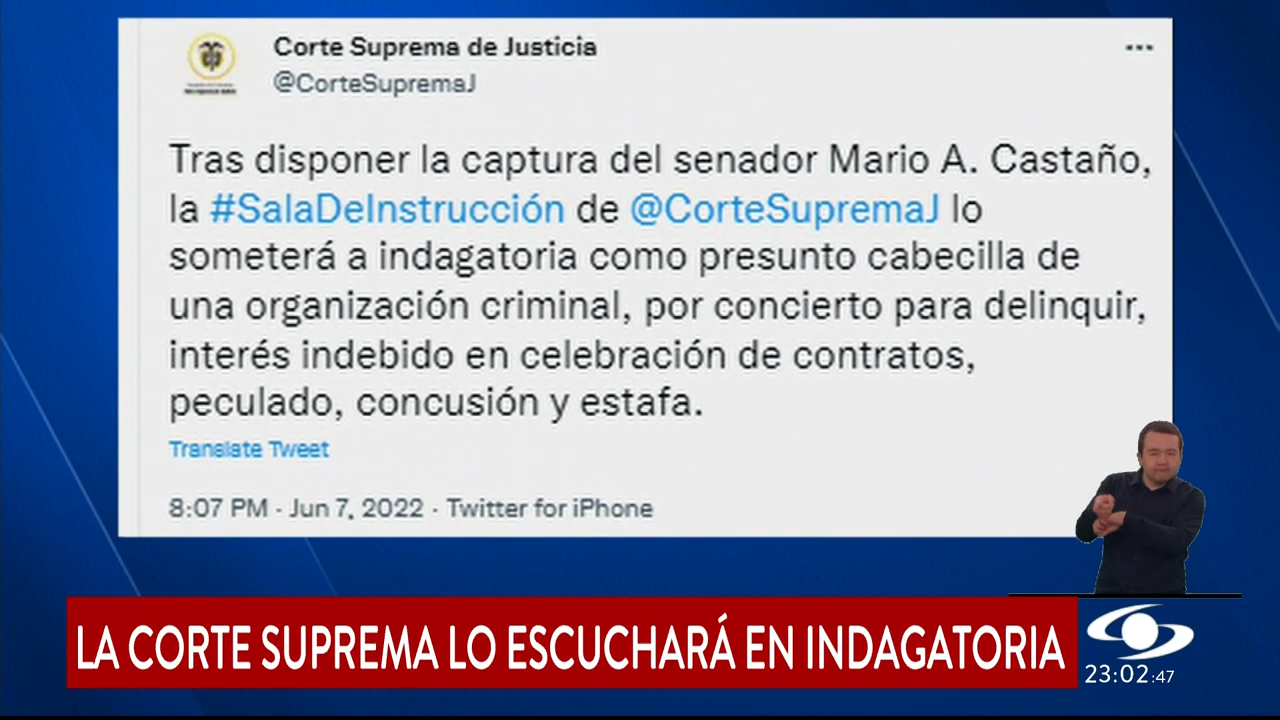 Corte Suprema de Justicia
@CorteSupremaJ
Tras disponer la captura del senador Mario A. Castaño,
la #SalaDeInstrucción de @CorteSupremaJ lo
someterá a indagatoria como presunto cabecilla de
una organización criminal, por concierto para delinquir,
interés indebido en celebración de contratos,
peculado, concusión y estafa.
Translate Tweet
8:07 PM · Jun 7, 2022 · Twitter for iPhone
LA CORTE SUPREMA LO ESCUCHARÁ EN INDAGATORIA
23:02:47